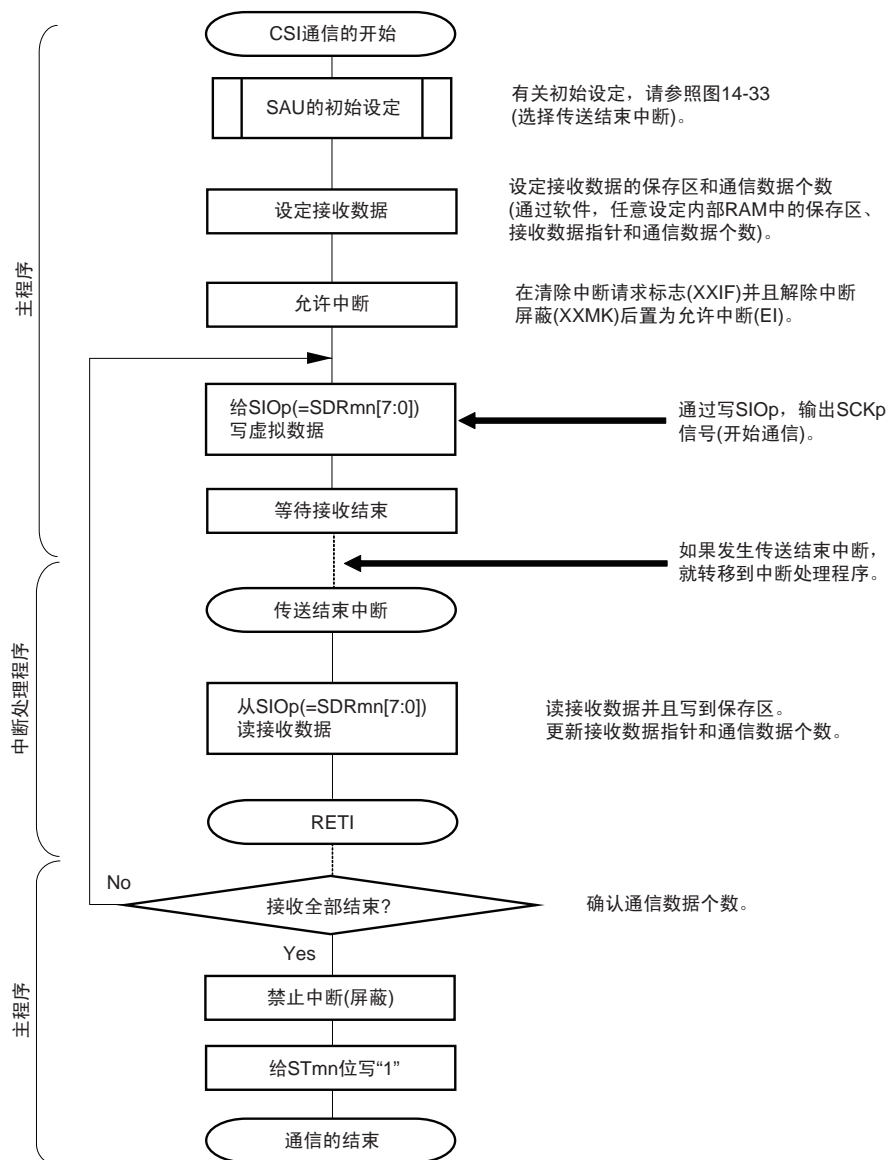 CSI通信的开始
SAU的初始设定
有关初始设定，请参照图14-33
(选择传送结束中断)。
设定接收数据
设定接收数据的保存区和通信数据个数
(通过软件，任意设定内部RAM中的保存区、
接收数据指针和通信数据个数)。
主程序
允许中断
在清除中断请求标志(XXIF)并且解除中断
屏蔽(XXMK)后置为允许中断(EI)。
给SIOp(=SDRmn[7:0])
写虚拟数据
通过写SIOp，输出SCKp
信号(开始通信)。
等待接收结束
如果发生传送结束中断，
就转移到中断处理程序。
传送结束中断
中断处理程序
从SIOp(=SDRmn[7:0])
读接收数据
读接收数据并且写到保存区。
更新接收数据指针和通信数据个数。
RETI
No
接收全部结束?
确认通信数据个数。
Yes
主程序
禁止中断(屏蔽)
给STmn位写“1”
通信的结束